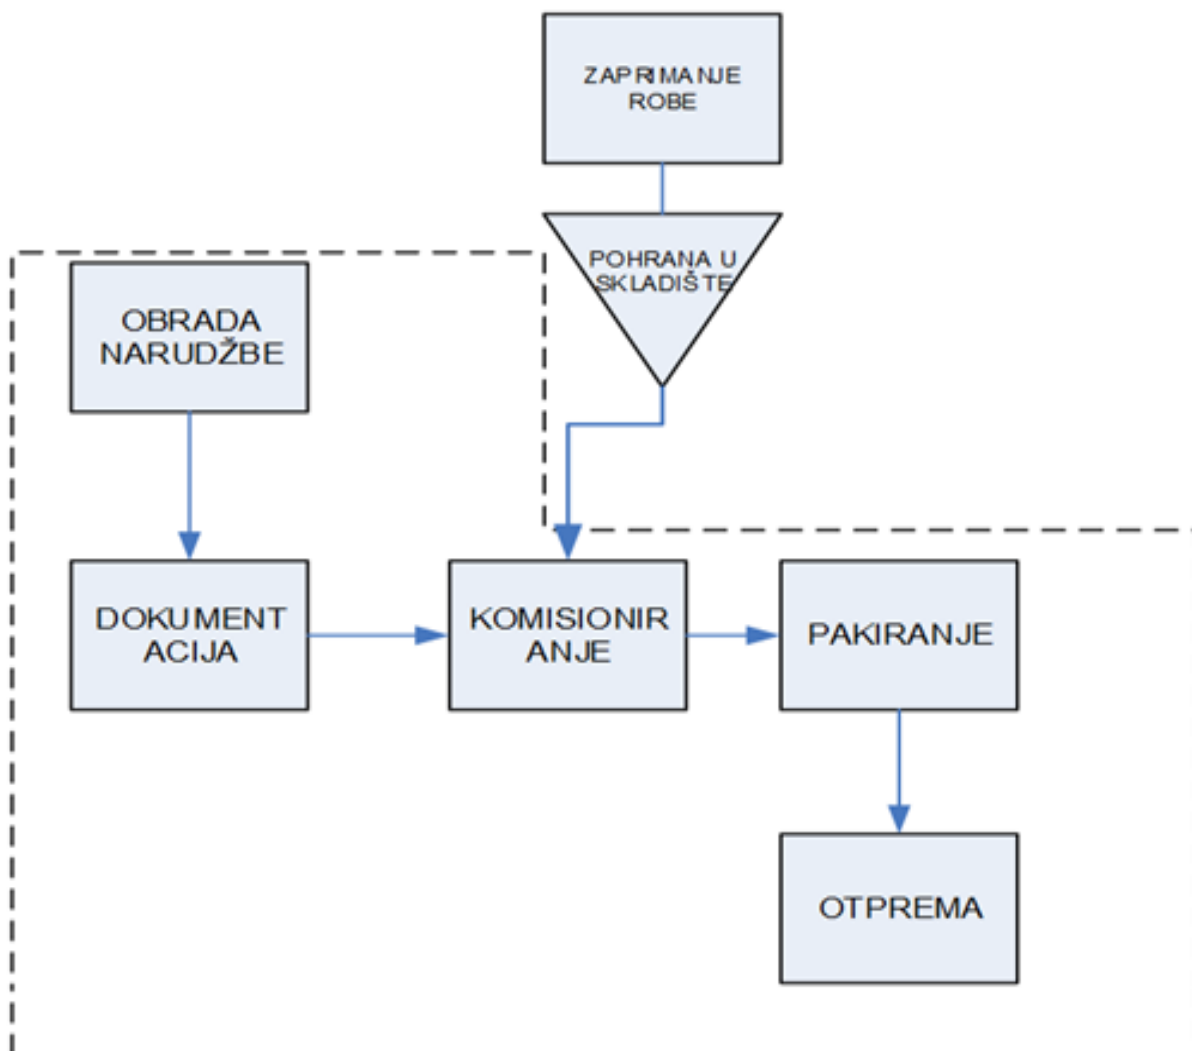 ZAPRIMANJE
ROBE
POHRANA U
SKLADIŠTE
OBRADA
NARUDŽBE
DOKUMENT
ACIJA
KOMISIONIR
ANJE
PAKIRANJE
OTPREMA